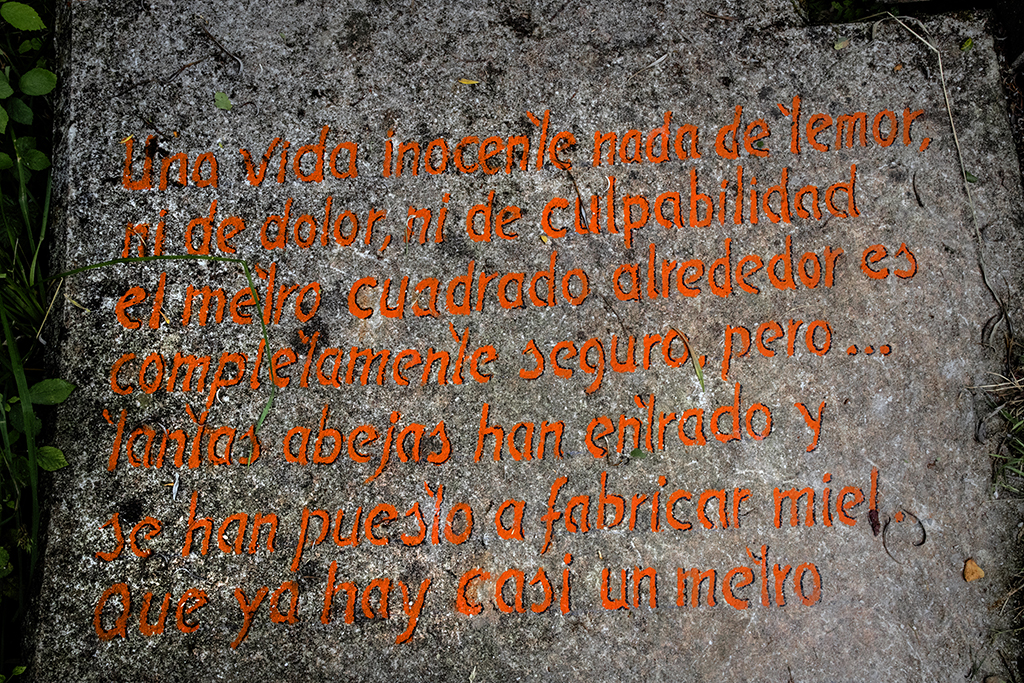 Una vida inocente nada de temor,
ni de dolor, ni de culpabilidad
el metro cuadrado alrededor es
completamente seguro, pero ...
tantas abejas han entrado y
se han puesto a fabricar miel.
Que ya hay casi un metro